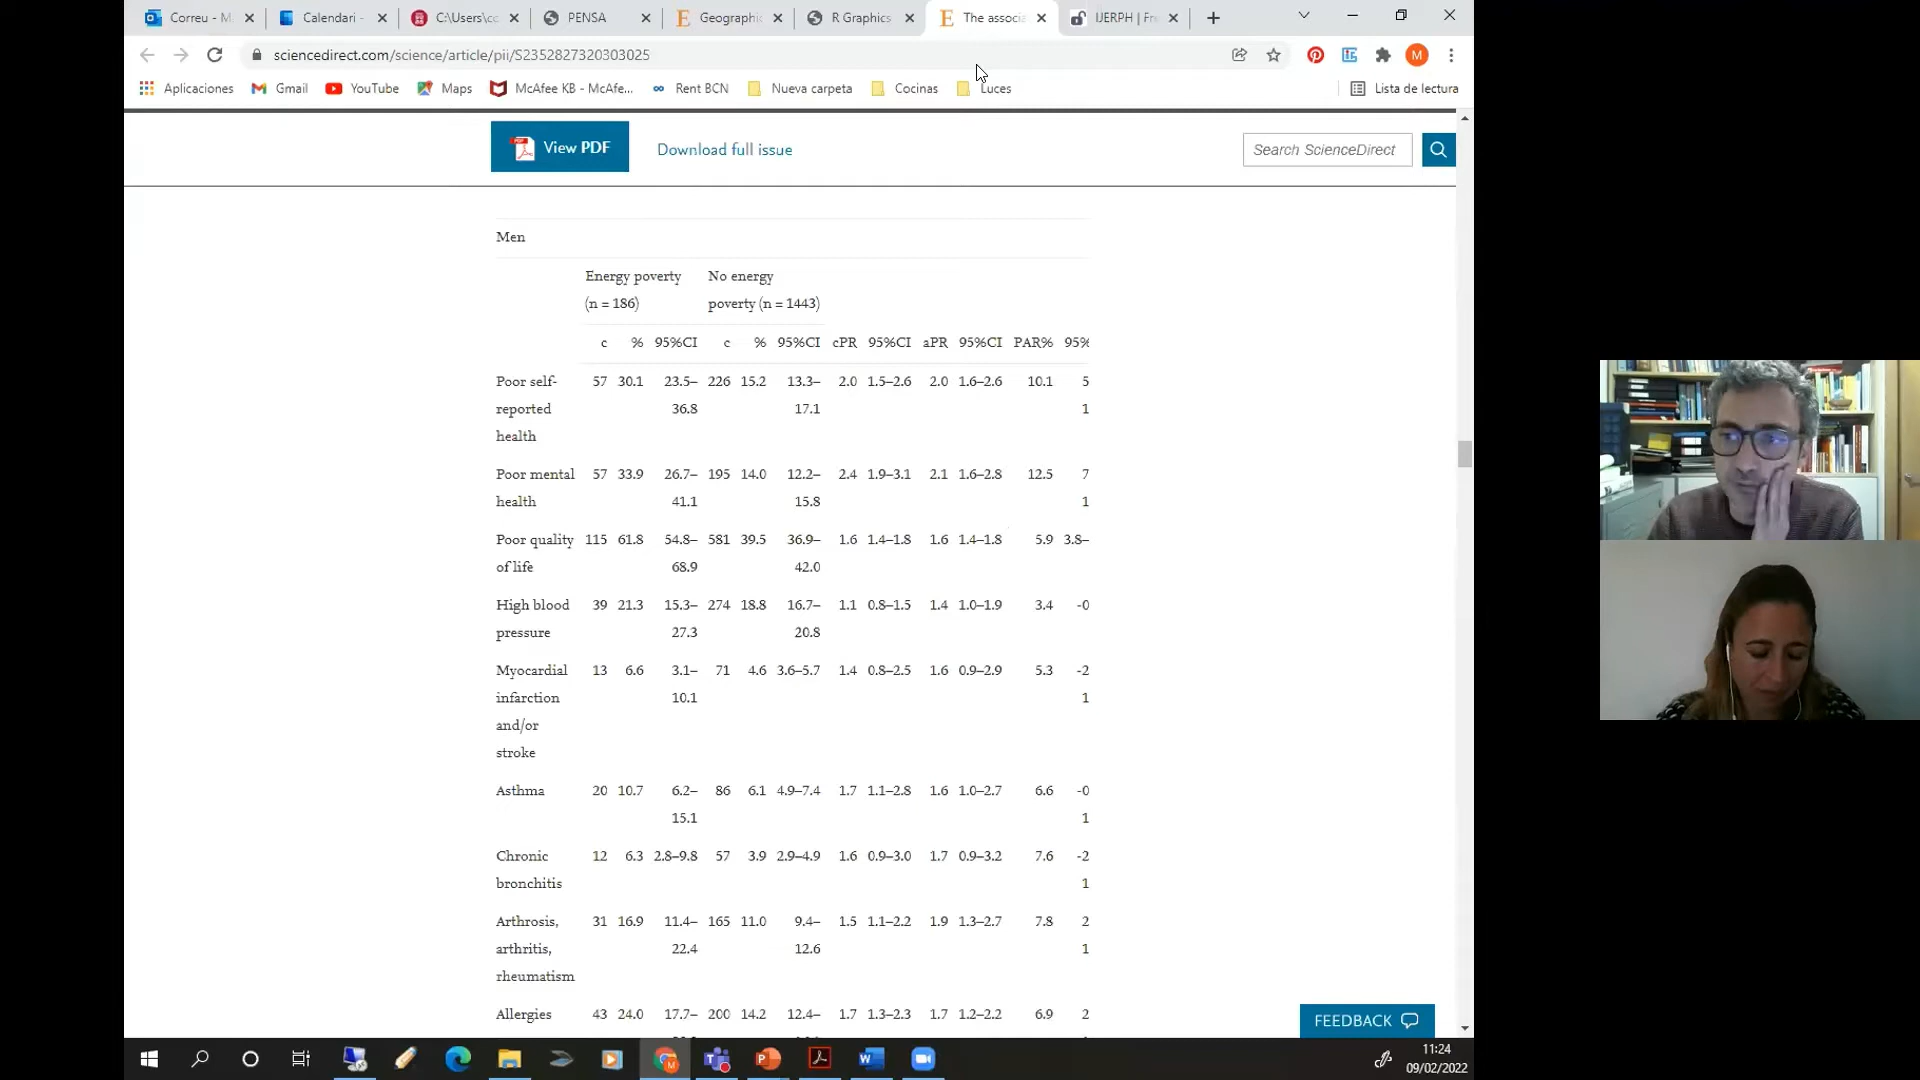 Correu - M
Calendari -
C:\Users\cc
PENSA
Geographic
R Graphics
The associa
IJERPH | Fre
sciencedirect.com/science/article/pii/S2352827320303025
M
Aplicaciones
Gmail
YouTube
Maps
McAfee KB - McAfe...
Rent BCN
Nueva carpeta
Cocinas
Luces
Lista de lectura
View PDF
Download full issue
Search ScienceDirect
Men
Energy poverty No energy
(n = 186) poverty (n = 1443)
c % 95%CI c % 95%CI cPR 95%CI aPR 95%CI PAR% 95%
Poor self- 57 30.1 23.5– 226 15.2 13.3– 2.0 1.5–2.6 2.0 1.6–2.6 10.1 5
reported 36.8 17.1 1
health
Poor mental 57 33.9 26.7– 195 14.0 12.2– 2.4 1.9–3.1 2.1 1.6–2.8 12.5 7
health 41.1 15.8 1
Poor quality 115 61.8 54.8– 581 39.5 36.9– 1.6 1.4–1.8 1.6 1.4–1.8 5.9 3.8–
of life 68.9 42.0
High blood 39 21.3 15.3– 274 18.8 16.7– 1.1 0.8–1.5 1.4 1.0–1.9 3.4 -0
pressure 27.3 20.8
Myocardial 13 6.6 3.1– 71 4.6 3.6–5.7 1.4 0.8–2.5 1.6 0.9–2.9 5.3 -2
infarction 10.1 1
and/or
stroke
Asthma 20 10.7 6.2– 86 6.1 4.9–7.4 1.7 1.1–2.8 1.6 1.0–2.7 6.6 -0
15.1 1
Chronic 12 6.3 2.8–9.8 57 3.9 2.9–4.9 1.6 0.9–3.0 1.7 0.9–3.2 7.6 -2
bronchitis 1
Arthrosis, 31 16.9 11.4– 165 11.0 9.4– 1.5 1.1–2.2 1.9 1.3–2.7 7.8 2
arthritis, 22.4 12.6 1
rheumatism
Allergies 43 24.0 17.7– 200 14.2 12.4– 1.7 1.3–2.3 1.7 1.2–2.2 6.9 2
FEEDBACK
11:24
09/02/2022